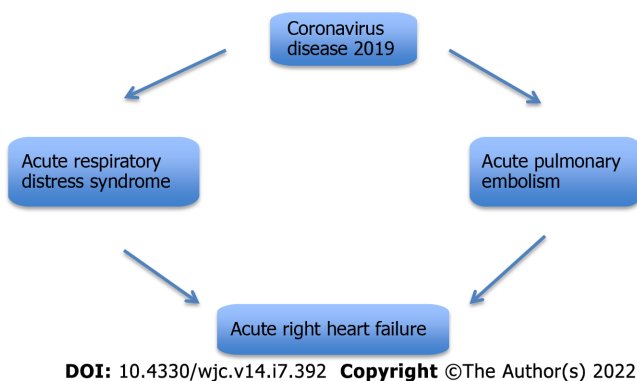 Coronavirus
disease 2019
Acute respiratory
distress syndrome
Acute pulmonary
embolism
Acute right heart failure
DOI: 10.4330/wjc.v14.i7.392 Copyright ©The Author(s) 2022